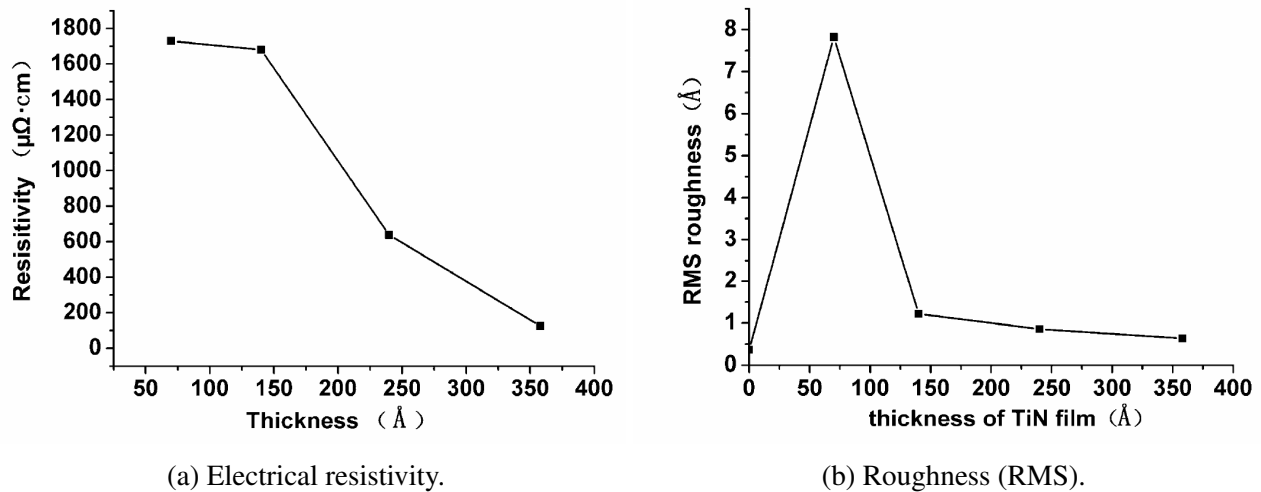 1800
1600
1400
1200
1000
800
600
400
200
0
Resisitivity (μΩ·cm)
50 100 150 200 250 300 350 400
Thickness (Å)
(a) Electrical resistivity.
8
7
6
5
4
3
2
1
0
RMS roughness (Å)
0 50 100 150 200 250 300 350 400
thickness of TiN film (Å)
(b) Roughness (RMS).